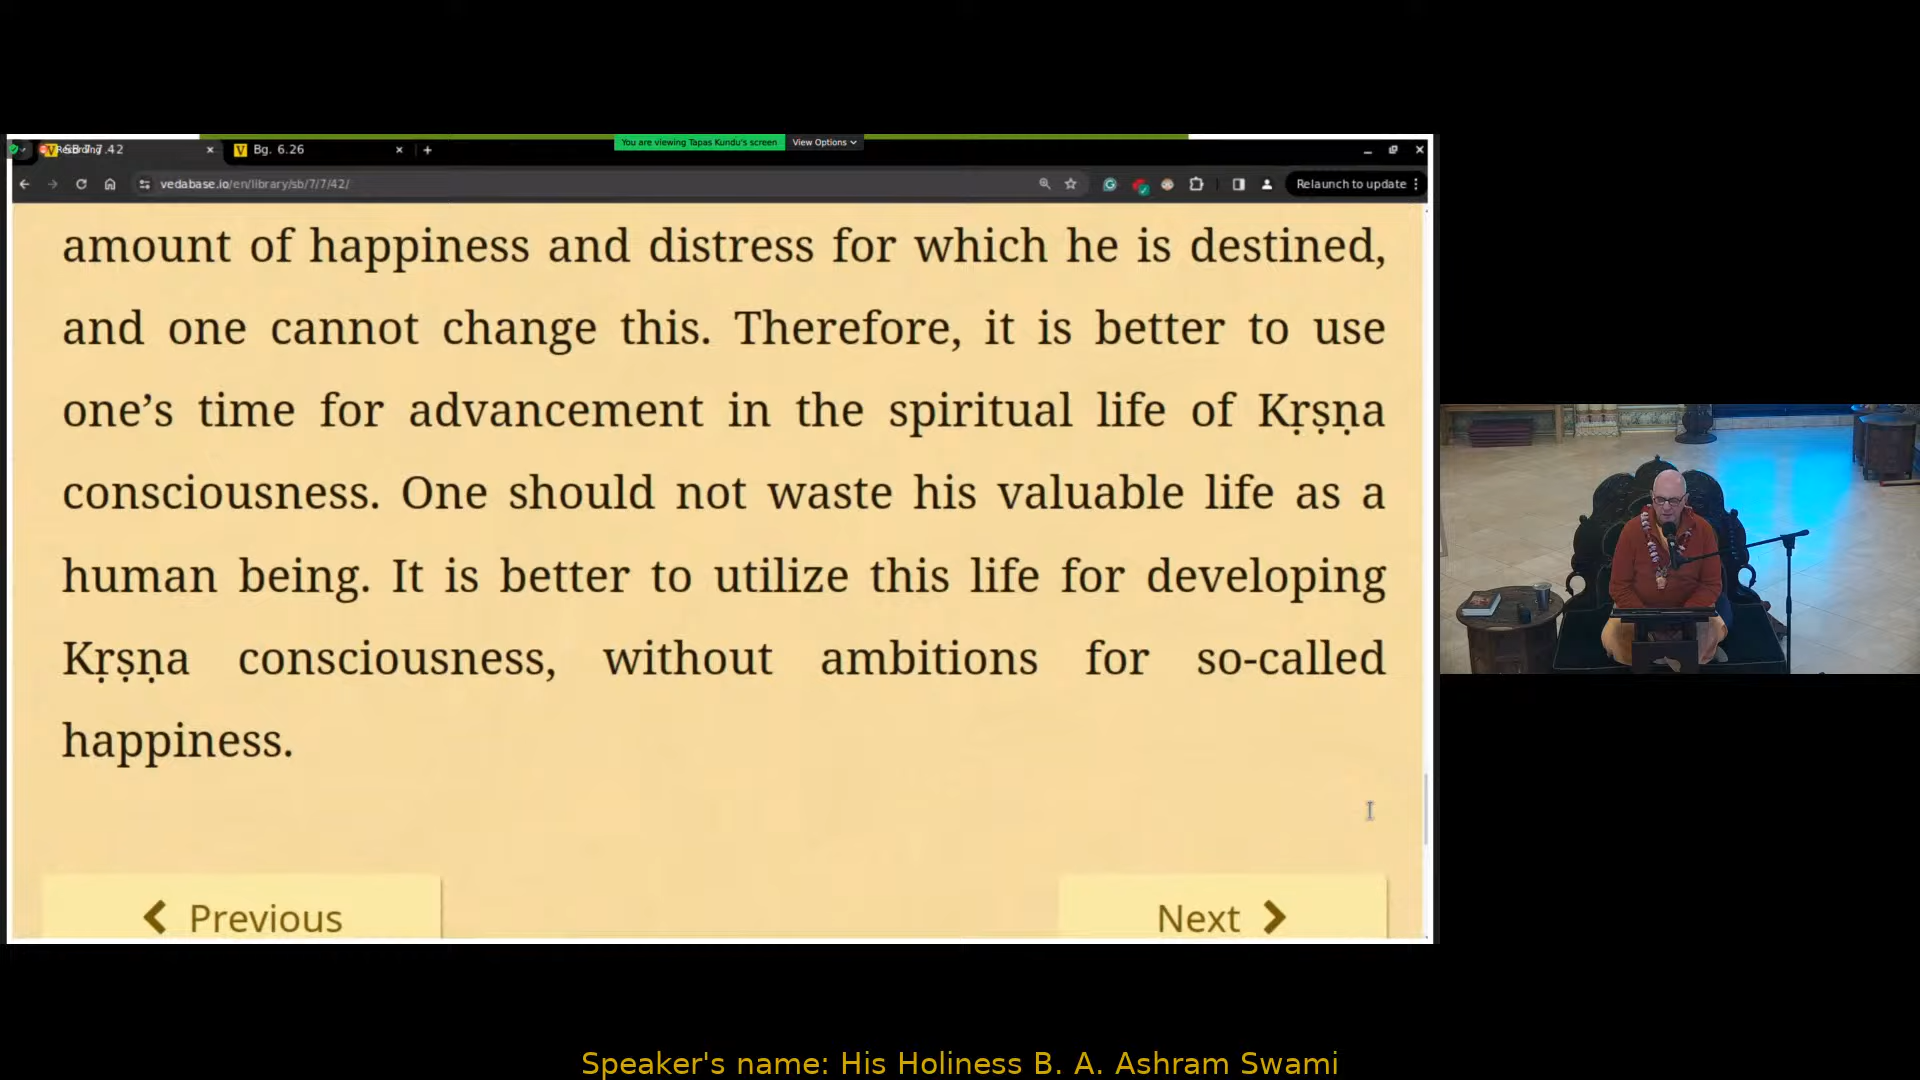 You are viewing Tapas Kundu's screen View Options
7.42 Bg. 6.26
vedabase.io/en/library/sb/7/7/42/ Relaunch to update
amount of happiness and distress for which he is destined,
and one cannot change this. Therefore, it is better to use
one’s time for advancement in the spiritual life of Kṛṣṇa
consciousness. One should not waste his valuable life as a
human being. It is better to utilize this life for developing
Kṛṣṇa consciousness, without ambitions for so-called
happiness.
Previous Next
Speaker's name: His Holiness B. A. Ashram Swami